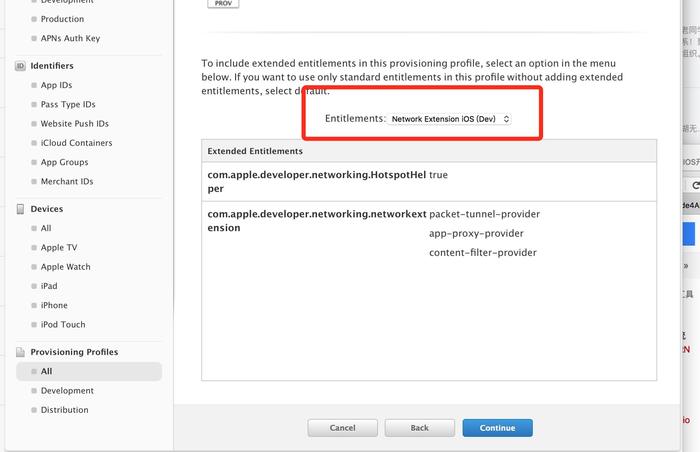 PROV
Development
Production
APNs Auth Key
ID Identifiers
App IDs
Pass Type IDs
Website Push IDs
iCloud Containers
App Groups
Merchant IDs
Devices
All
Apple TV
Apple Watch
iPad
iPhone
iPod Touch
Provisioning Profiles
All
Development
Distribution
To include extended entitlements in this provisioning profile, select an option in the menu
below. If you want to use only standard entitlements in this profile without adding extended
entitlements, select default.
Entitlements: Network Extension iOS (Dev)
Extended Entitlements
com.apple.developer.networking.HotspotHel true
per
com.apple.developer.networking.networkext packet-tunnel-provider
ension
app-proxy-provider
content-filter-provider
Cancel
Back
Continue